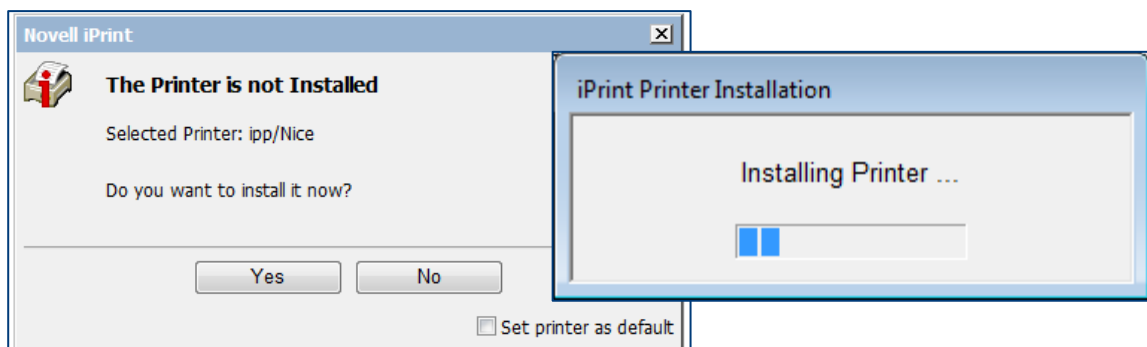 Novell iPrint
The Printer is not Installed
Selected Printer: ipp/Nice
Do you want to install it now?
Yes
No
Set printer as default
iPrint Printer Installation
Installing Printer ...